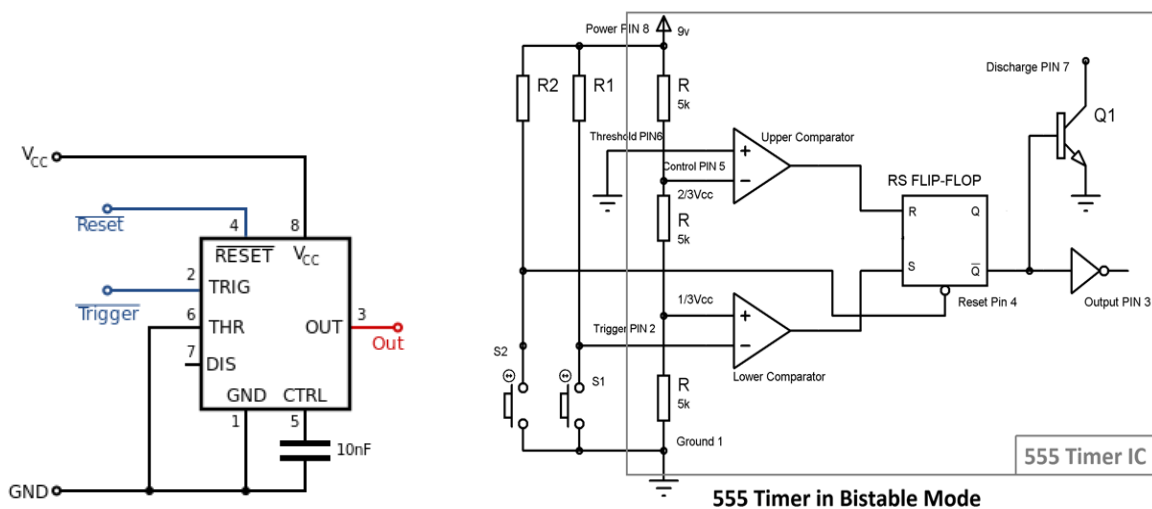 VCC
Reset
4
8
RESET
VCC
2
TRIG
Trigger
6
THR
OUT
3
Out
7
DIS
GND
CTRL
1
5
10nF
GND
Power PIN 8
9v
R2
R1
R
5k
Discharge PIN 7
Q1
Threshold PIN6
Upper Comparator
+
Control PIN 5
−
2/3Vcc
RS FLIP-FLOP
R
Q
R
5k
S
Q
Reset Pin 4
Output PIN 3
1/3Vcc
+
Trigger PIN 2
−
S2
S1
Lower Comparator
R
5k
Ground 1
555 Timer IC
555 Timer in Bistable Mode